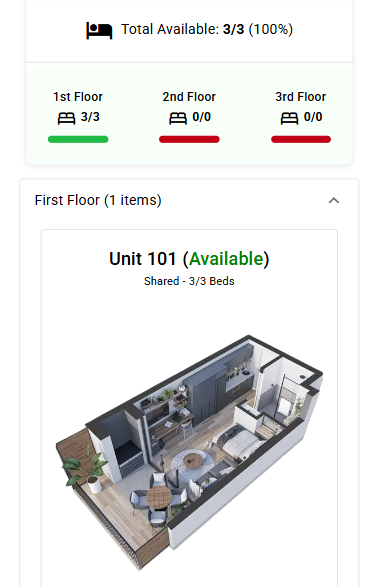 Total Available: 3/3 (100%)
1st Floor 2nd Floor 3rd Floor
3/3 0/0 0/0
First Floor (1 items)
Unit 101 (Available)
Shared - 3/3 Beds